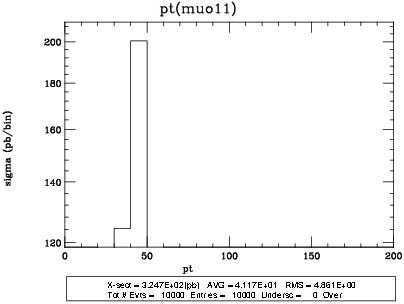 pt(muo11)
200
180
160
140
120
sigma (pb/bin)
0 50 100 150 200
pt
X-sect = 3.247E+02(pb) AVG = 4.117E+01 RMS = 4.861E+00
Tot # Evts = 10000 Entries = 10000 Undersc = 0 Over